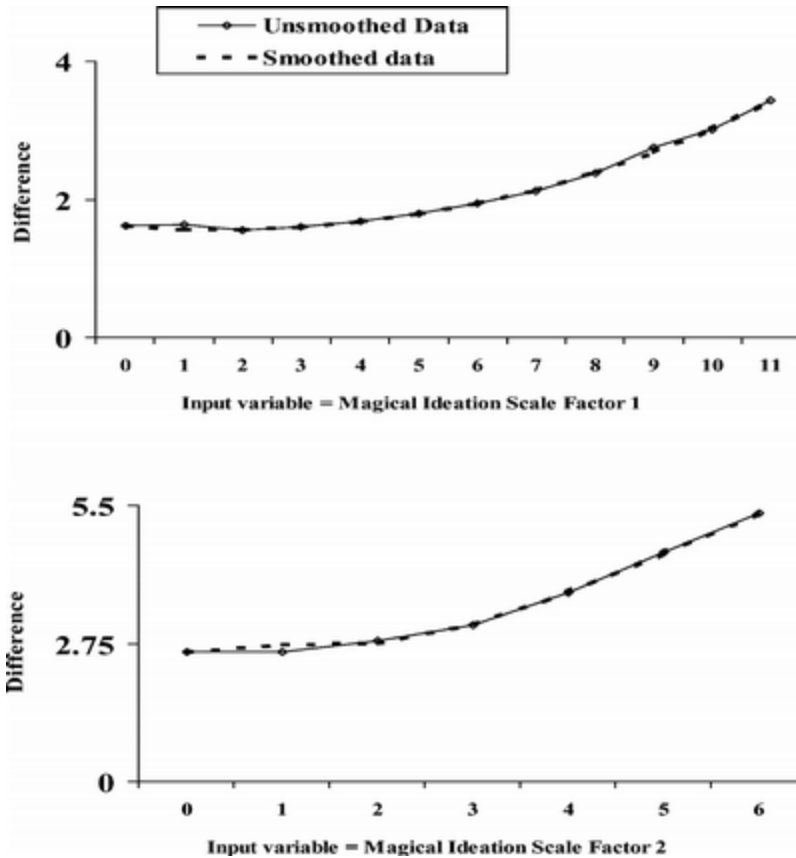 Unsmoothed Data
Smoothed data
4
2
0
Difference
0 1 2 3 4 5 6 7 8 9 10 11
Input variable = Magical Ideation Scale Factor 1
5.5
2.75
0
Difference
0 1 2 3 4 5 6
Input variable = Magical Ideation Scale Factor 2